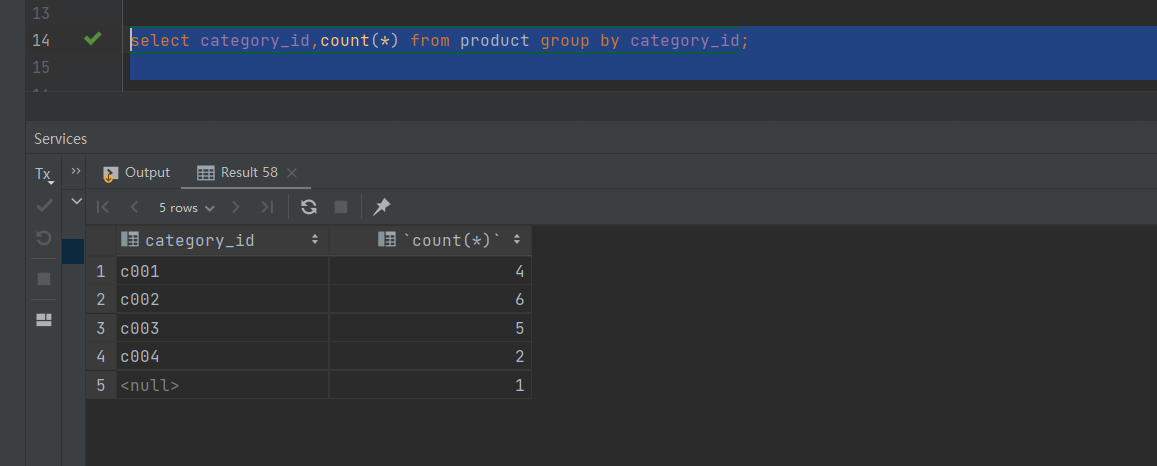 13
14 select category_id,count(*) from product group by category_id;
15
Services
Tx Output Result 58
5 rows
category_id `count(*)`
1 c001 4
2 c002 6
3 c003 5
4 c004 2
5 <null> 1